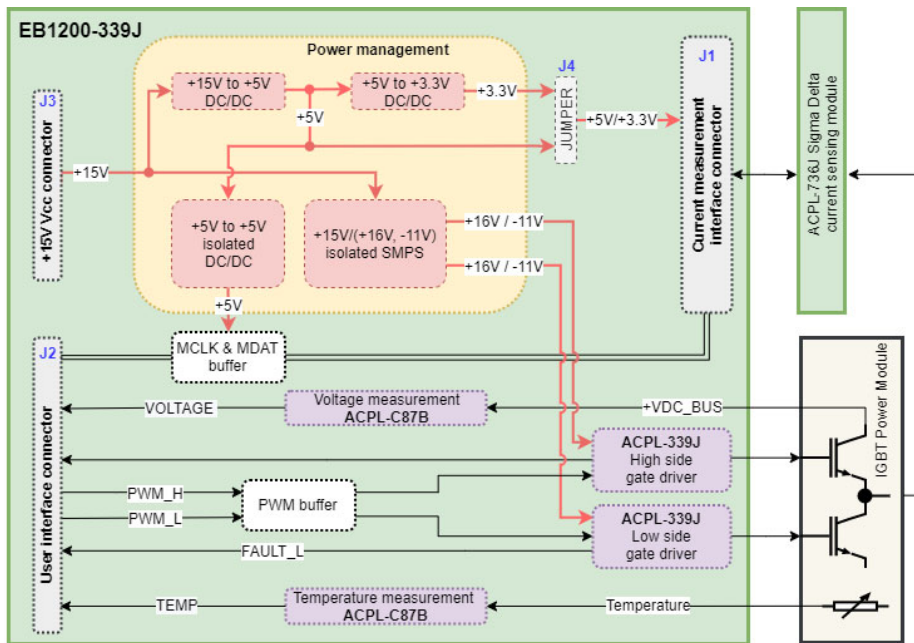 EB1200-339J
Power management
J3
+15V Vcc connector
+15V
+15V to +5V
DC/DC
+5V to +3.3V
DC/DC
+3.3V
+5V
J4
JUMPER
+5V/+3.3V
J1
Current measurement
interface connector
ACPL-736J Sigma Delta
current sensing module
+5V to +5V
isolated
DC/DC
+15V/(+16V, -11V)
isolated SMPS
+16V / -11V
+16V / -11V
+5V
J2
User interface connector
MCLK & MDAT
buffer
VOLTAGE
Voltage measurement
ACPL-C87B
+VDC_BUS
IGBT Power Module
ACPL-339J
High side
gate driver
PWM_H
PWM_L
PWM buffer
ACPL-339J
Low side
gate driver
FAULT_L
TEMP
Temperature measurement
ACPL-C87B
Temperature